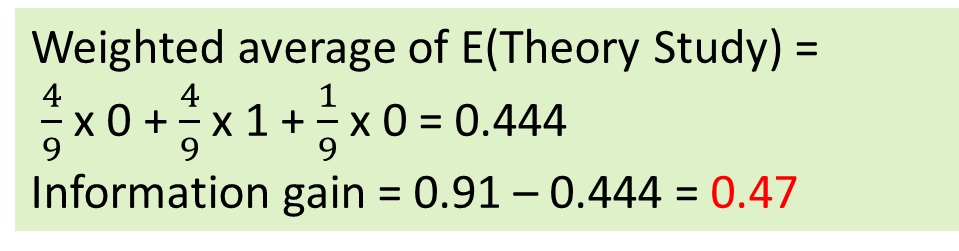 Weighted average of E(Theory Study) =
4/9 x 0 + 4/9 x 1 + 1/9 x 0 = 0.444
Information gain = 0.91 – 0.444 = 0.47